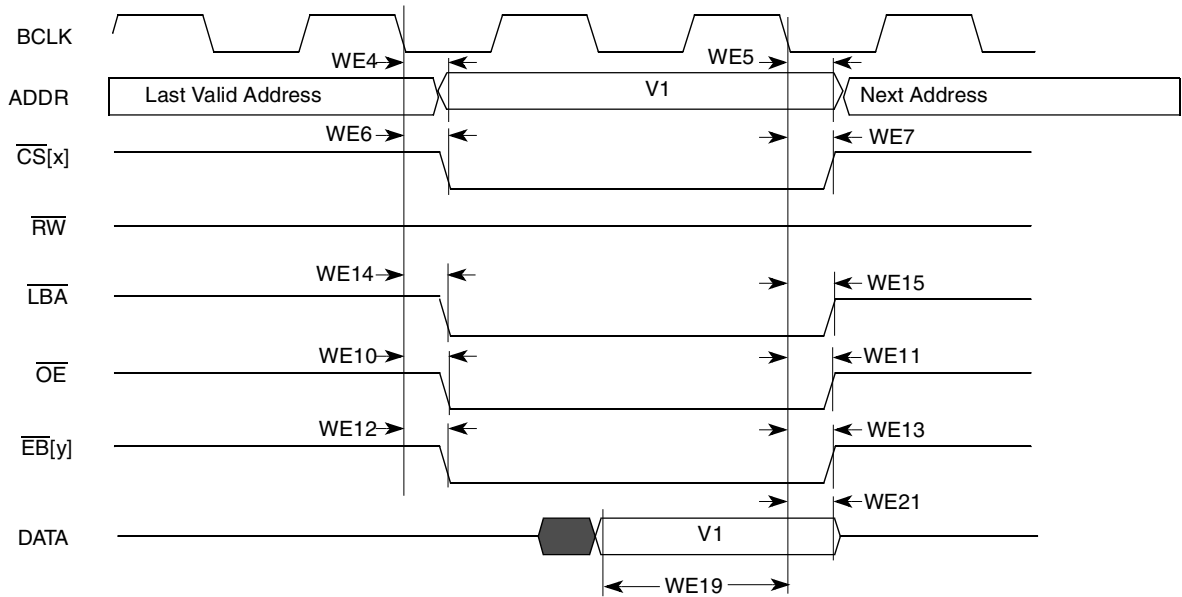 BCLK
WE4
WE5
ADDR
Last Valid Address
V1
Next Address
WE6
WE7
CS[x]
RW
WE14
WE15
LBA
WE10
WE11
OE
WE12
WE13
EB[y]
WE21
DATA
V1
WE19